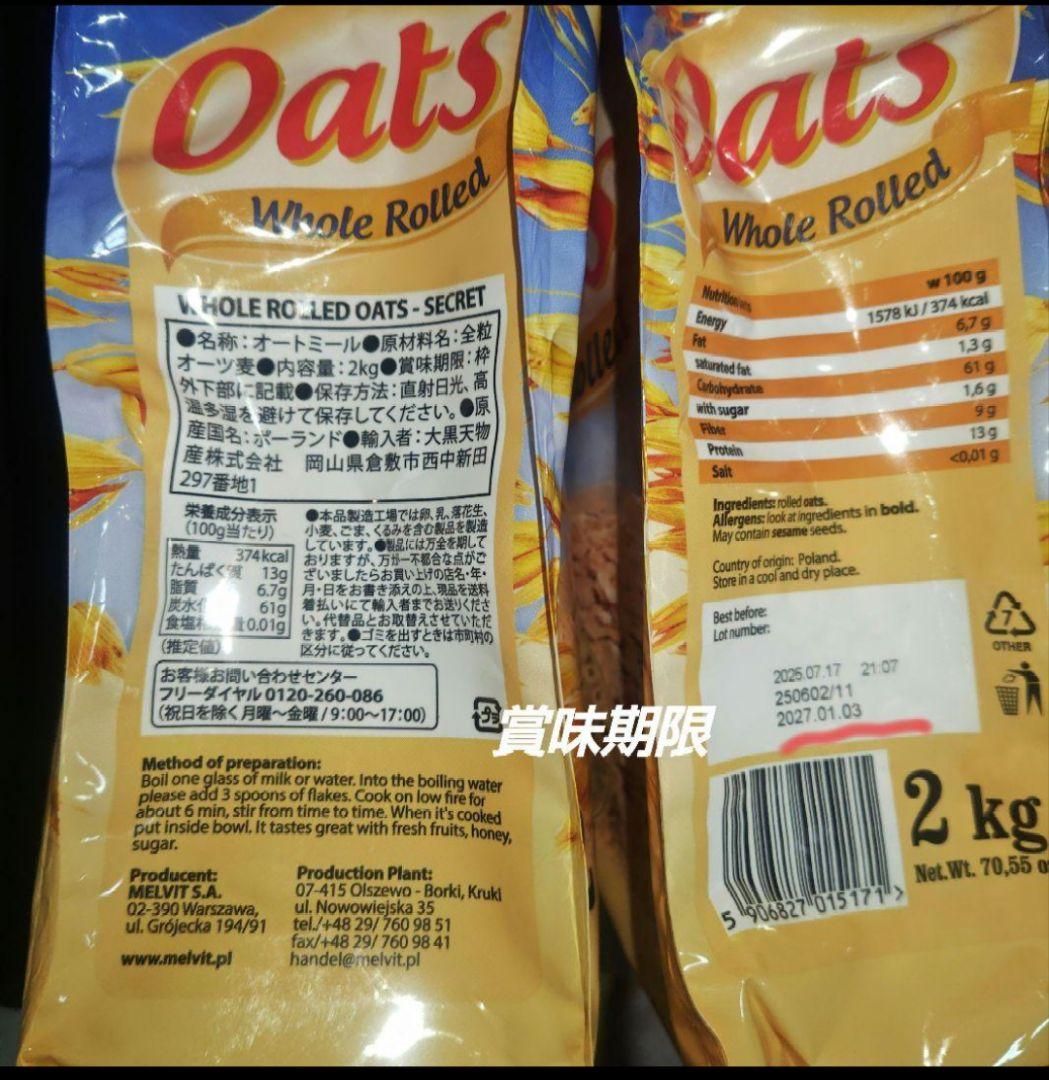 Oats
Whole Rolled
WHOLE ROLLED OATS - SECRET
●名称：オートミール●原材料名：全粒
オーツ麦●内容量：2kg●賞味期限：枠
外下部に記載●保存方法：直射日光、高
温多湿を避けて保存してください。●原
産国名：ポーランド●輸入者：大黒天物
産株式会社 岡山県倉敷市西中新田
297番地1
栄養成分表示
(100g当たり)
熱量 374kcal
たんぱく質 13g
脂質 6.7g
炭水化 61g
食塩相 量0.01g
(推定値)
●本品製造工場では卵、乳、落花生、
小麦、ごま、くるみを含む製品を製造
しています。●製品には万全を期して
おりますが、万が一不都合な点がご
ざいましたらお買い上げの店名・年・
月・日をお書き添えの上、現品を送料
着払いにて輸入者までお送りくださ
い。代替品とお取替えさせていただ
きます。●ゴミを出すときは市町村の
区分に従ってください。
お客様お問い合わせセンター
フリーダイヤル 0120-260-086
(祝日を除く月曜～金曜/9:00～17:00)
プラ
Method of preparation:
Boil one glass of milk or water. Into the boiling water
please add 3 spoons of flakes. Cook on low fire for
about 6 min, stir from time to time. When it's cooked
put inside bowl. It tastes great with fresh fruits, honey,
sugar.
Producent:
MELVIT S.A.
02-390 Warszawa,
ul. Grójecka 194/91
www.melvit.pl
Production Plant:
07-415 Olszewo - Borki, Kruki
ul. Nowowiejska 35
tel./+48 29/ 760 98 51
fax/+48 29/ 760 98 41
handel@melvit.pl
賞味期限
Oats
Whole Rolled
w 100 g
Energy 1578 kJ / 374 kcal
Fat 6,7 g
saturated fat 1,3 g
Carbohydrate 61 g
with sugar 1,6 g
Fiber 9 g
Protein 13 g
Salt <0,01 g
Ingredients: rolled oats.
Allergens: look at ingredients in bold.
May contain sesame seeds.
Country of origin: Poland.
Store in a cool and dry place.
Best before:
Lot number:
2025.07.17 21:07
250602/11
2027.01.03
7
OTHER
2 kg
Net.Wt. 70,55 o
5 906827 015171 >